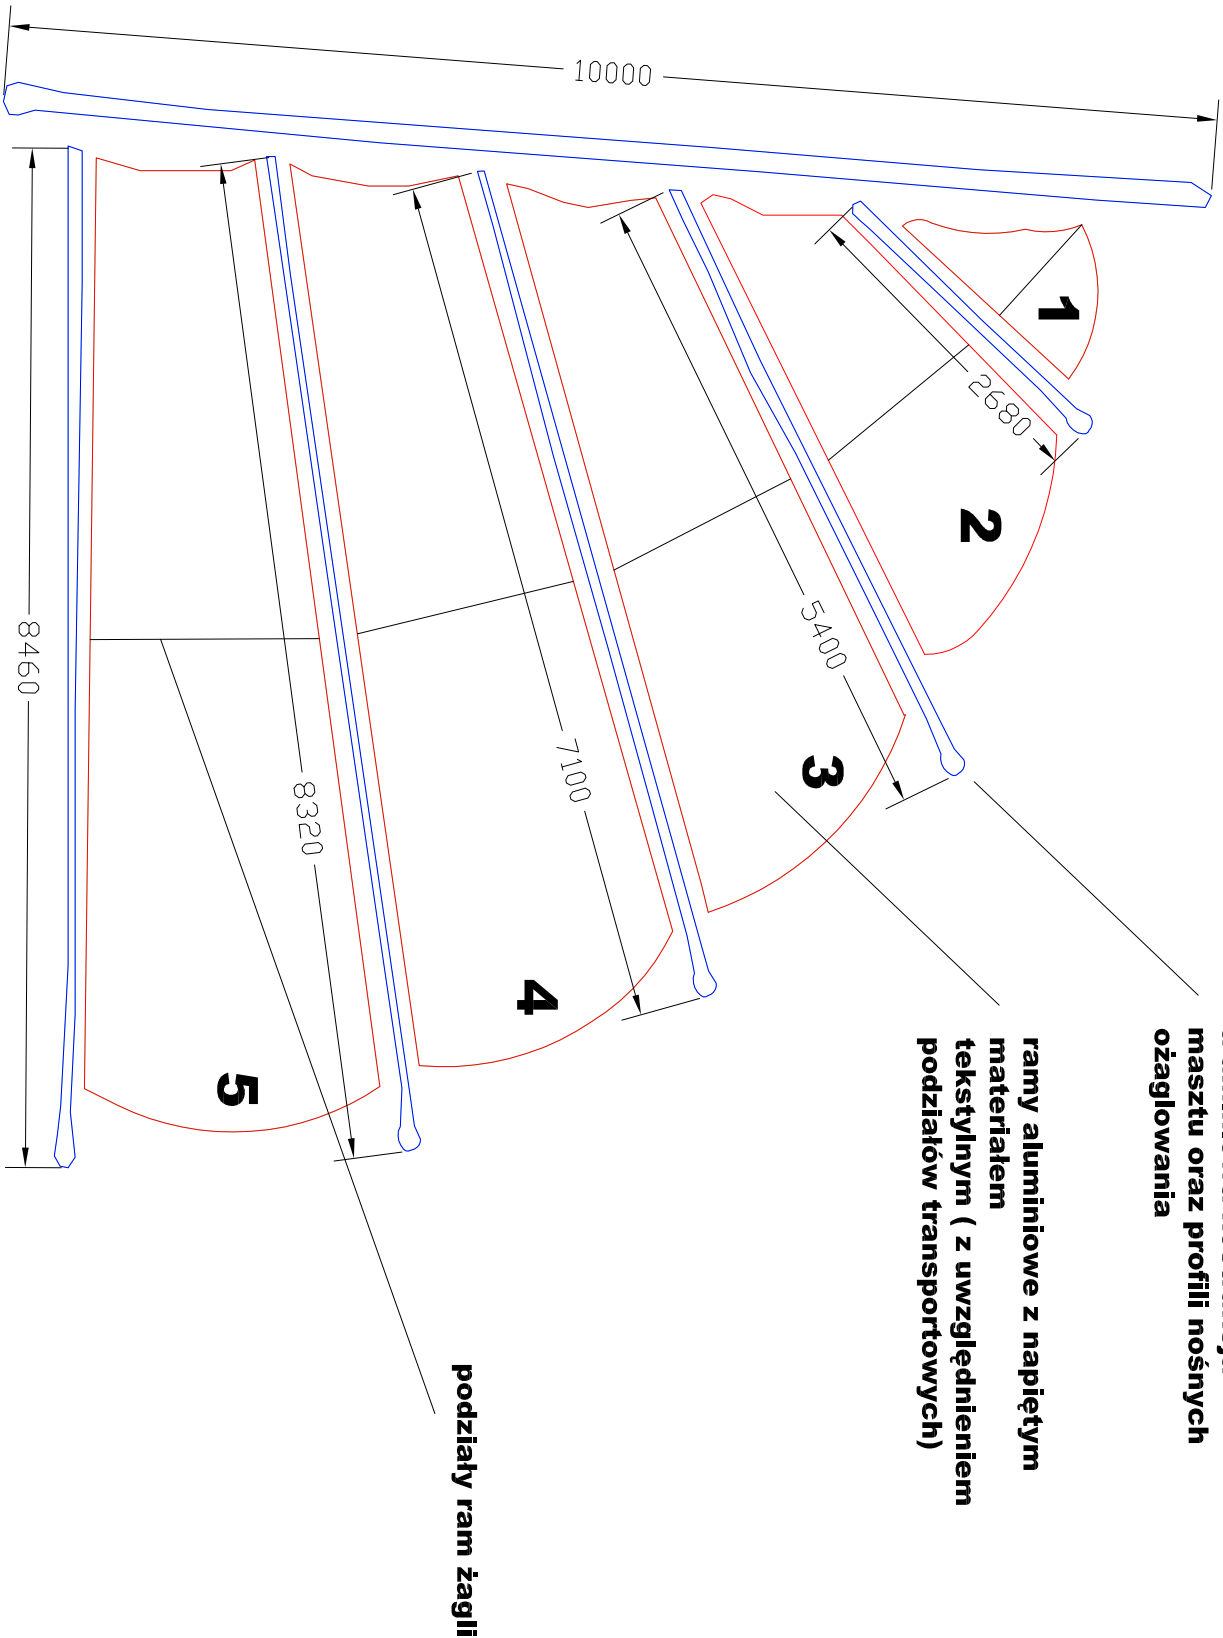 masztu oraz profili nośnych
ożaglowania
ramy aluminiowe z napiętym
materiałem
tekstylnym ( z uwzględnieniem
podziałów transportowych)
podziały ram żagli
1
2
3
4
5
10000
2680
5400
7100
8320
8460